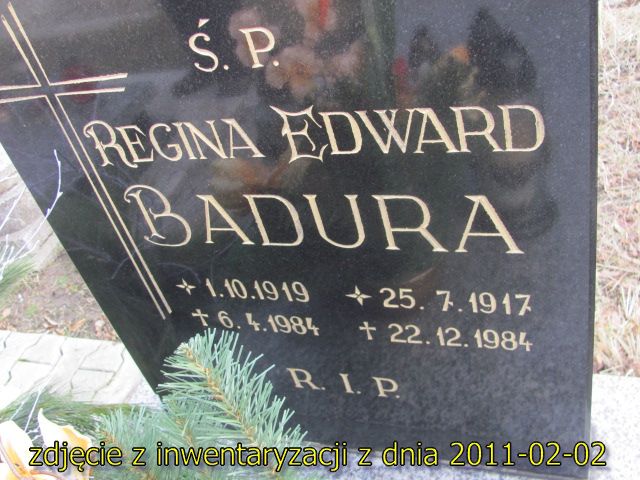 Ś. P.
REGINA EDWARD
BADURA
✧ 1.10.1919 ✧ 25.7.1917
† 6.4.1984 † 22.12.1984
R. I. P.
zdjęcie z inwentaryzacji z dnia 2011-02-02